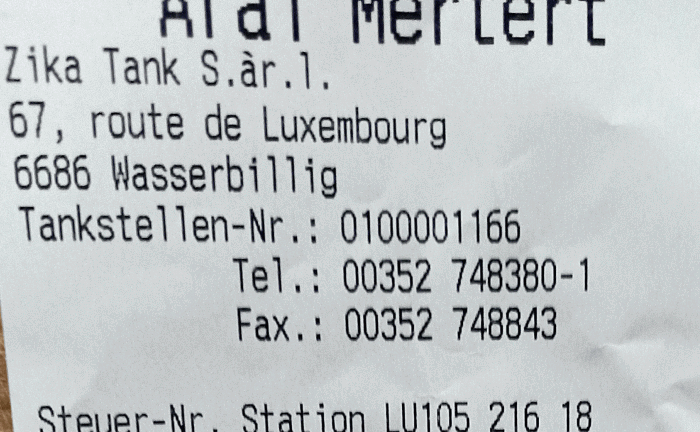 Aral Mertert
Zika Tank S.àr.l.
67, route de Luxembourg
6686 Wasserbillig
Tankstellen-Nr.: 0100001166
Tel.: 00352 748380-1
Fax.: 00352 748843
Steuer-Nr. Station LU105 216 18